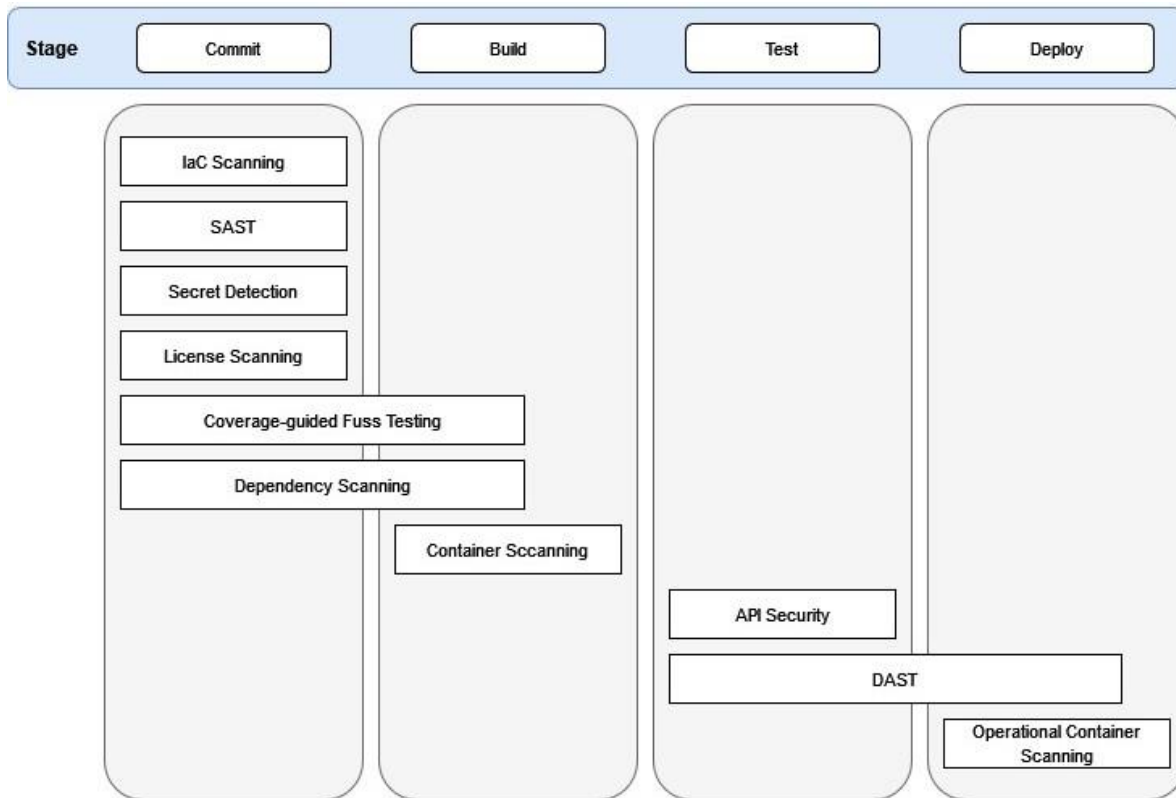 Stage
Commit
Build
Test
Deploy
IaC Scanning
SAST
Secret Detection
License Scanning
Coverage-guided Fuss Testing
Dependency Scanning
Container Sccanning
API Security
DAST
Operational Container
Scanning